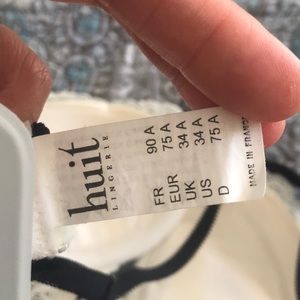 huit
LINGERIE
FR 90 A
EUR 75 A
UK 34 A
US 34 A
D 75 A
MADE IN FRANCE